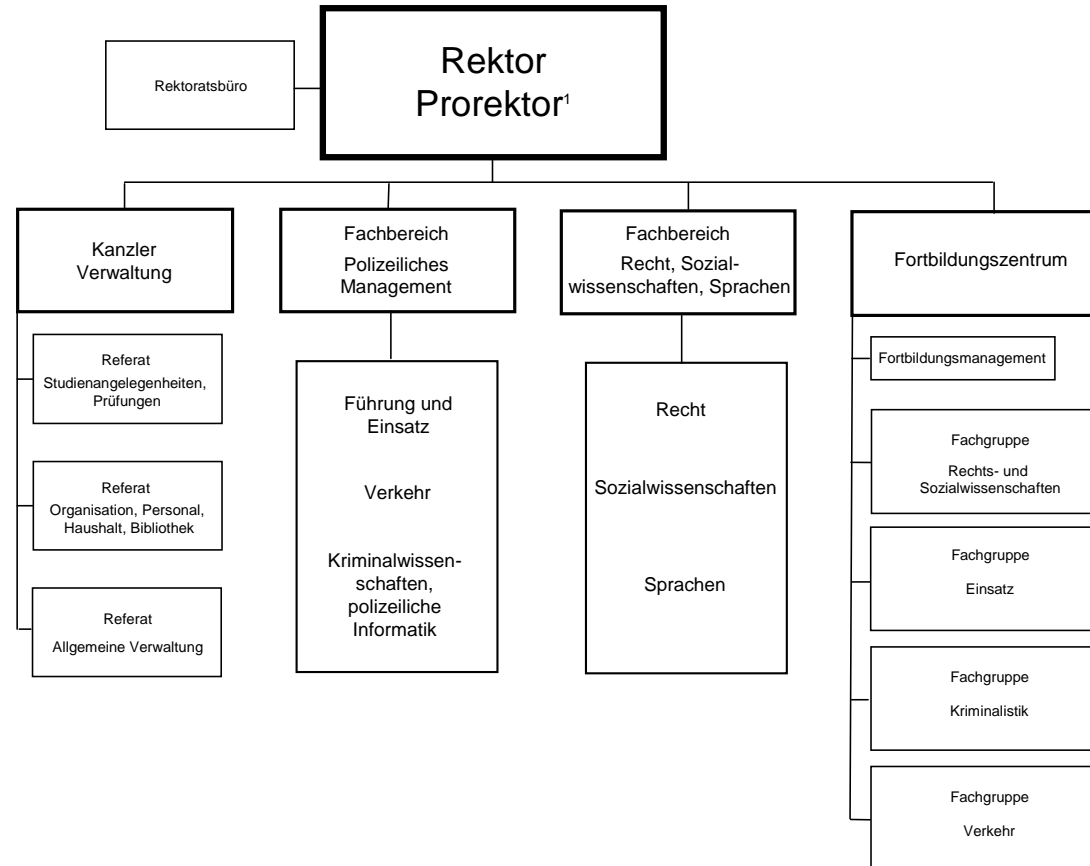 Rektoratsbüro
Rektor
Prorektor¹
Kanzler
Verwaltung
Referat
Studienangelegenheiten,
Prüfungen
Referat
Organisation, Personal,
Haushalt, Bibliothek
Referat
Allgemeine Verwaltung
Fachbereich
Polizeiliches
Management
Führung und
Einsatz
Verkehr
Kriminalwissen-
schaften,
polizeiliche
Informatik
Fachbereich
Recht, Sozial-
wissenschaften, Sprachen
Recht
Sozialwissenschaften
Sprachen
Fortbildungszentrum
Fortbildungsmanagement
Fachgruppe
Rechts- und
Sozialwissenschaften
Fachgruppe
Einsatz
Fachgruppe
Kriminalistik
Fachgruppe
Verkehr